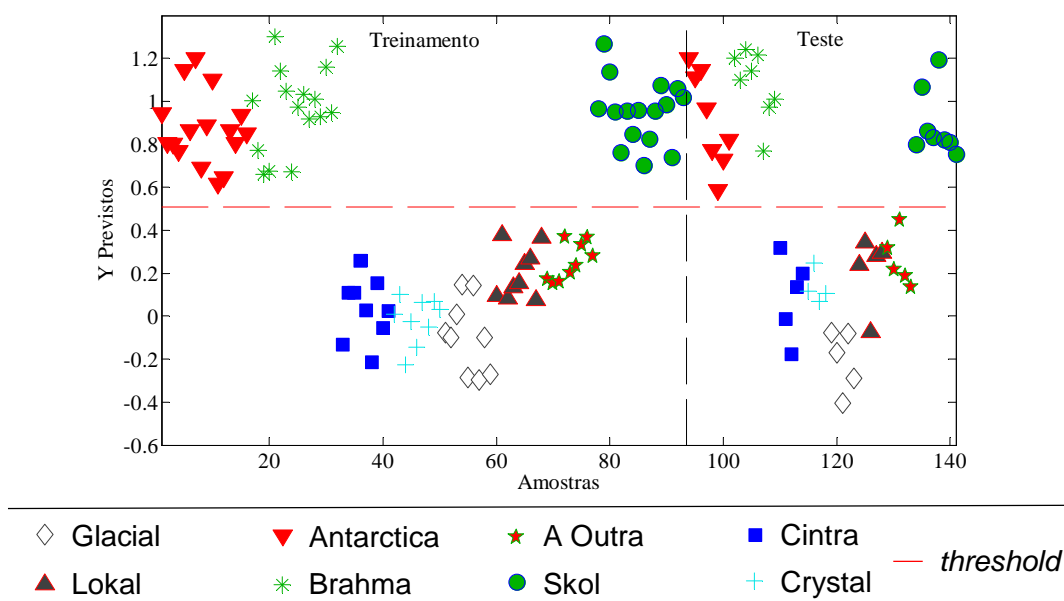 Treinamento
Teste
1.2
1
0.8
0.6
0.4
0.2
0
-0.2
-0.4
-0.6
Y Previstos
20
40
60
80
100
120
140
Amostras
Glacial
Antarctica
A Outra
Cintra
threshold
Lokal
Brahma
Skol
Crystal